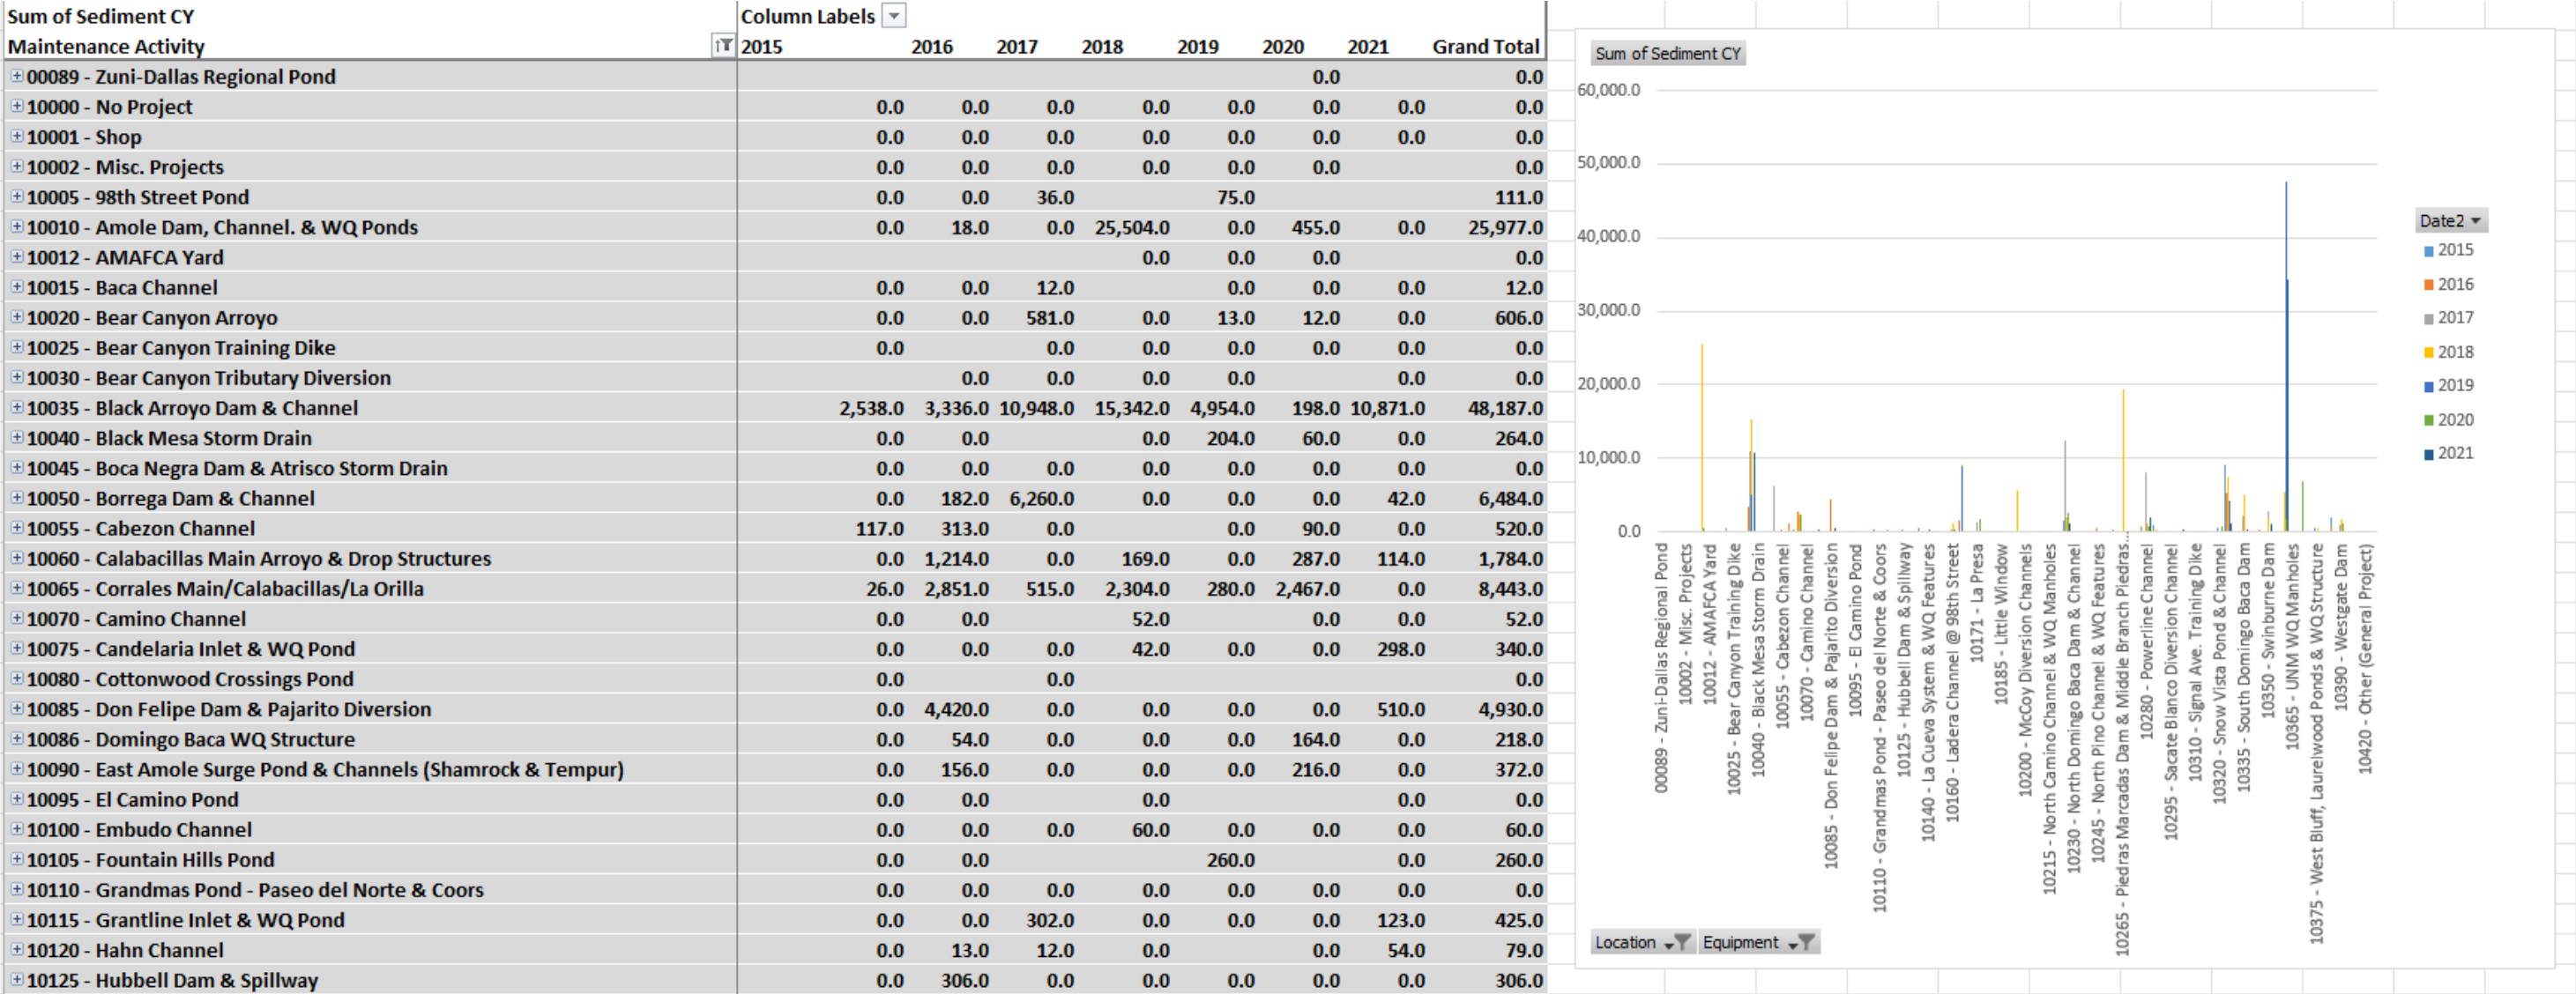 Sum of Sediment CY Column Labels
Maintenance Activity 2015 2016 2017 2018 2019 2020 2021 Grand Total
00089 - Zuni-Dallas Regional Pond 0.0 0.0
10000 - No Project 0.0 0.0 0.0 0.0 0.0 0.0 0.0 0.0
10001 - Shop 0.0 0.0 0.0 0.0 0.0 0.0 0.0 0.0
10002 - Misc. Projects 0.0 0.0 0.0 0.0 0.0 0.0 0.0
10005 - 98th Street Pond 0.0 0.0 36.0 75.0 111.0
10010 - Amole Dam, Channel. & WQ Ponds 0.0 18.0 0.0 25,504.0 0.0 455.0 0.0 25,977.0
10012 - AMAFCA Yard 0.0 0.0 0.0 0.0
10015 - Baca Channel 0.0 0.0 12.0 0.0 0.0 0.0 12.0
10020 - Bear Canyon Arroyo 0.0 0.0 581.0 0.0 13.0 12.0 0.0 606.0
10025 - Bear Canyon Training Dike 0.0 0.0 0.0 0.0 0.0 0.0 0.0
10030 - Bear Canyon Tributary Diversion 0.0 0.0 0.0 0.0 0.0 0.0
10035 - Black Arroyo Dam & Channel 2,538.0 3,336.0 10,948.0 15,342.0 4,954.0 198.0 10,871.0 48,187.0
10040 - Black Mesa Storm Drain 0.0 0.0 0.0 204.0 60.0 0.0 264.0
10045 - Boca Negra Dam & Atrisco Storm Drain 0.0 0.0 0.0 0.0 0.0 0.0 0.0 0.0
10050 - Borrega Dam & Channel 0.0 182.0 6,260.0 0.0 0.0 0.0 42.0 6,484.0
10055 - Cabezon Channel 117.0 313.0 0.0 0.0 90.0 0.0 520.0
10060 - Calabacillas Main Arroyo & Drop Structures 0.0 1,214.0 0.0 169.0 0.0 287.0 114.0 1,784.0
10065 - Corrales Main/Calabacillas/La Orilla 26.0 2,851.0 515.0 2,304.0 280.0 2,467.0 0.0 8,443.0
10070 - Camino Channel 0.0 0.0 52.0 0.0 0.0 52.0
10075 - Candelaria Inlet & WQ Pond 0.0 0.0 42.0 0.0 0.0 298.0 340.0
10080 - Cottonwood Crossings Pond 0.0 0.0 0.0
10085 - Don Felipe Dam & Pajarito Diversion 0.0 4,420.0 0.0 0.0 0.0 0.0 510.0 4,930.0
10086 - Domingo Baca WQ Structure 0.0 54.0 0.0 0.0 164.0 0.0 218.0
10090 - East Amole Surge Pond & Channels (Shamrock & Tempur) 0.0 156.0 0.0 0.0 0.0 216.0 0.0 372.0
10095 - El Camino Pond 0.0 0.0 0.0 0.0 0.0
10100 - Embudo Channel 0.0 0.0 0.0 60.0 0.0 0.0 0.0 60.0
10105 - Fountain Hills Pond 0.0 0.0 260.0 0.0 260.0
10110 - Grandmas Pond - Paseo del Norte & Coors 0.0 0.0 0.0 0.0 0.0 0.0 0.0 0.0
10115 - Grantline Inlet & WQ Pond 0.0 0.0 302.0 0.0 0.0 0.0 123.0 425.0
10120 - Hahn Channel 0.0 13.0 12.0 0.0 0.0 54.0 79.0
10125 - Hubbell Dam & Spillway 0.0 306.0 0.0 0.0 0.0 0.0 0.0 306.0
Sum of Sediment CY
60,000.0
50,000.0
40,000.0
30,000.0
20,000.0
10,000.0
0.0
00089 - Zuni-Dallas Regional Pond
10002 - Misc. Projects
10012 - AMAFCA Yard
10025 - Bear Canyon Training Dike
10040 - Black Mesa Storm Drain
10055 - Cabezon Channel
10070 - Camino Channel
10085 - Don Felipe Dam & Pajarito Diversion
10095 - El Camino Pond
10110 - Grandmas Pond - Paseo del Norte & Coors
10125 - Hubbell Dam & Spillway
10140 - La Cueva System & WQ Features
10160 - Ladera Channel @ 98th Street
10171 - La Presa
10185 - Little Window
10200 - McCoy Diversion Channels
10215 - North Camino Channel & WQ Manholes
10230 - North Domingo Baca Dam & Channel
10245 - North Pino Channel & WQ Features
10265 - Piedras Marcadas Dam & Middle Branch Piedras...
10280 - Powerline Channel
10295 - Sacate Blanco Diversion Channel
10310 - Signal Ave. Training Dike
10320 - Snow Vista Pond & Channel
10335 - South Domingo Baca Dam
10350 - Swinburne Dam
10365 - UNM WQ Manholes
10375 - West Bluff, Laurelwood Ponds & WQ Structure
10390 - Westgate Dam
10420 - Other (General Project)
Date2
2015
2016
2017
2018
2019
2020
2021
Location Equipment